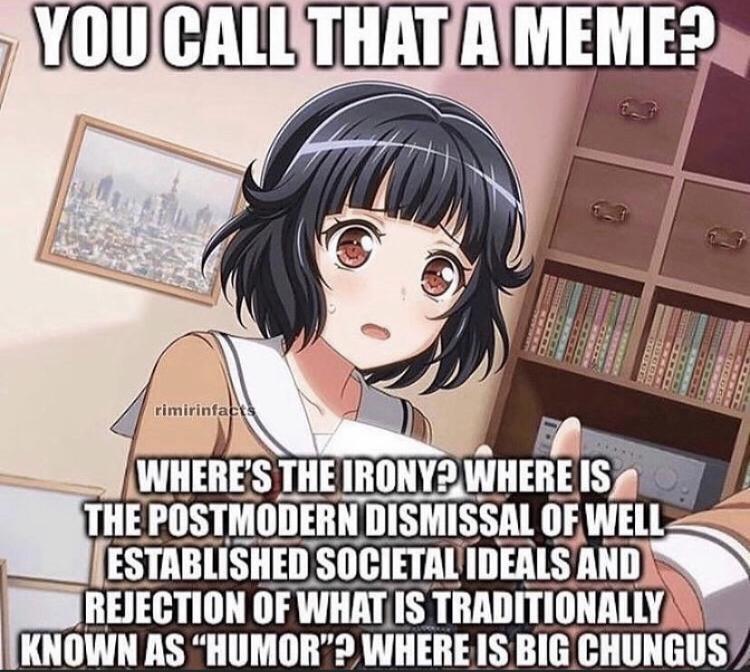 YOU CALL THAT A MEME?
rimirinfacts
WHERE'S THE IRONY? WHERE IS
THE POSTMODERN DISMISSAL OF WELL
ESTABLISHED SOCIETAL IDEALS AND
REJECTION OF WHAT IS TRADITIONALLY
KNOWN AS “HUMOR”? WHERE IS BIG CHUNGUS